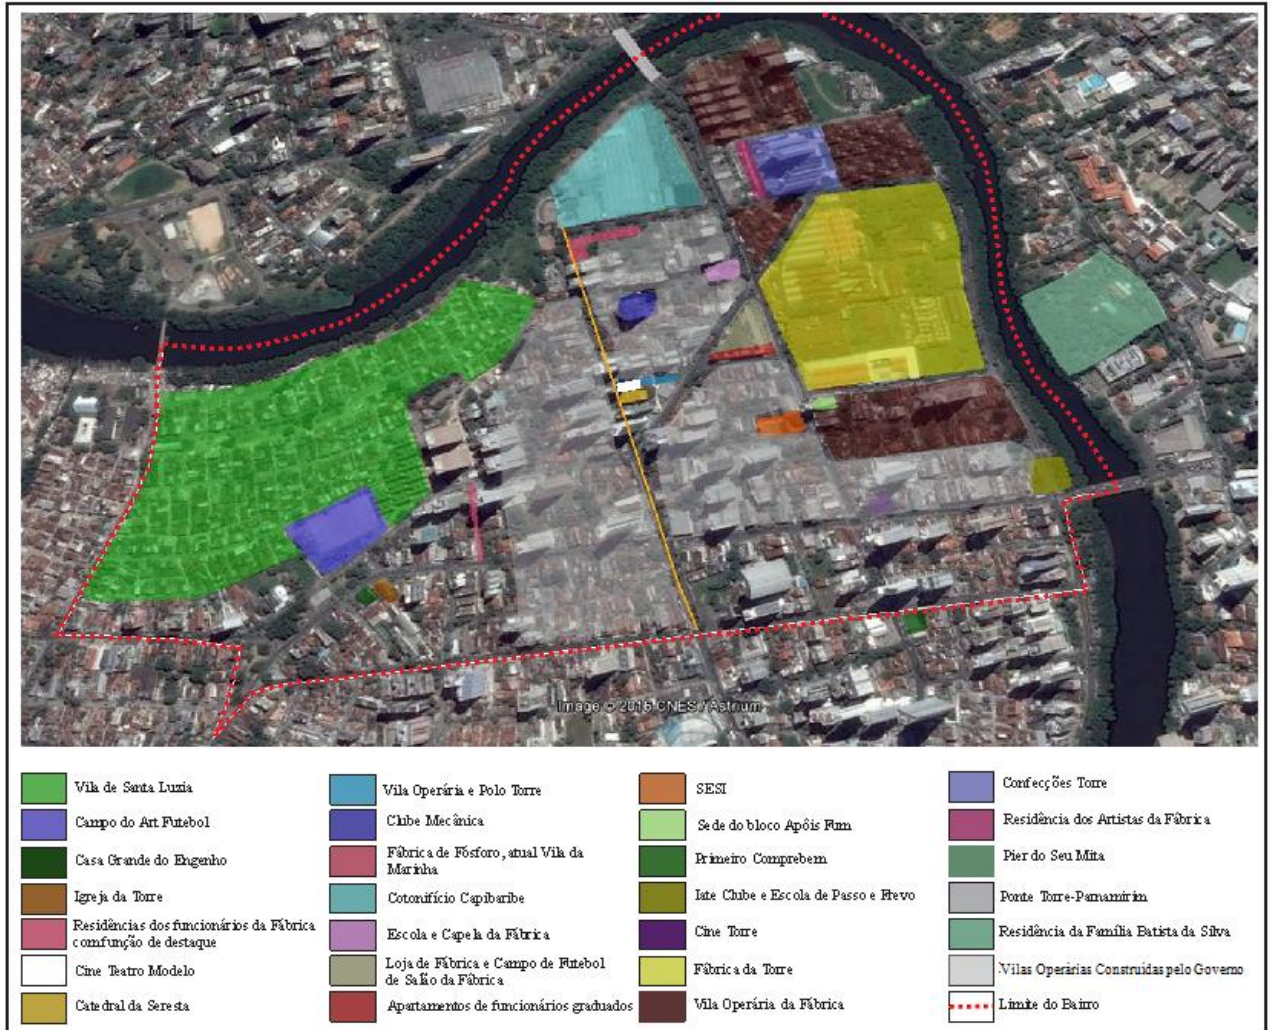 Image © 2016 CNES / Astrium
Vila de Santa Luzia
Campo do Art Futebol
Casa Grande do Engenho
Igreja da Torre
Residências dos funcionários da Fábrica
comfunção de destaque
Cine Teatro Modelo
Catedral da Seresta
Vila Operária e Polo Torre
Clube Mecânica
Fábrica de Fósforo, atual Vila da
Marinha
Cotonifício Capibaribe
Escola e Capela da Fábrica
Loja de Fábrica e Campo de Futebol
de Salão da Fábrica
Apartamentos de funcionários graduados
SESI
Sede do bloco Apôis Fum
Primeiro Comprebem
Iate Clube e Escola de Passo e Frevo
Cine Torre
Fábrica da Torre
Vila Operária da Fábrica
Confecções Torre
Residência dos Artistas da Fábrica
Pier do Seu Mita
Ponte Torre-Parnamirim
Residência da Família Batista da Silva
Vilas Operárias Construídas pelo Governo
Limite do Bairro